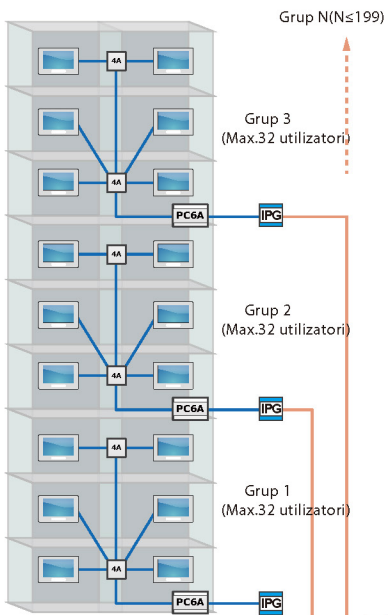 Grup N(N≤199)
4A
Grup 3
(Max.32 utilizatori)
4A
PC6A
IPG
4A
Grup 2
(Max.32 utilizatori)
4A
PC6A
IPG
4A
Grup 1
(Max.32 utilizatori)
4A
PC6A
IPG